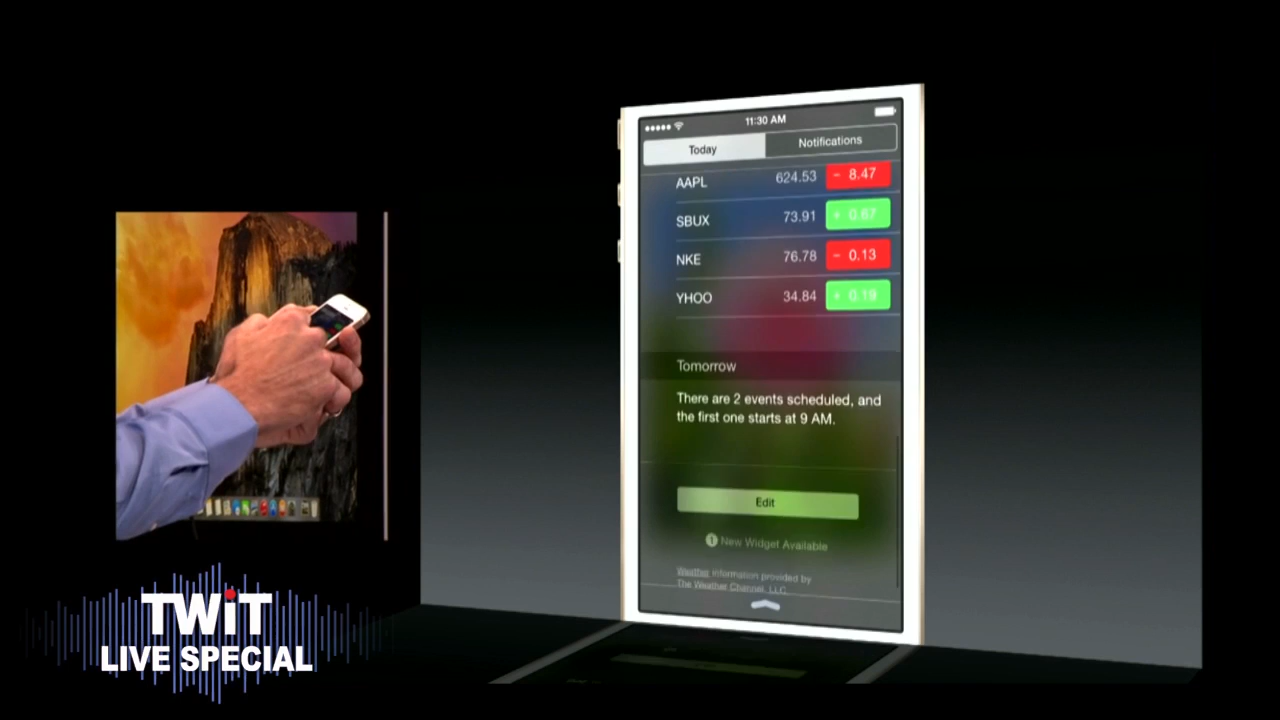 11:30 AM
Today
Notifications
AAPL 624.53 - 8.47
SBUX 73.91 + 0.67
NKE 76.78 - 0.13
YHOO 34.84 + 0.19
Tomorrow
There are 2 events scheduled, and
the first one starts at 9 AM.
Edit
1 New Widget Available
Weather information provided by
The Weather Channel, LLC
TWiT
LIVE SPECIAL